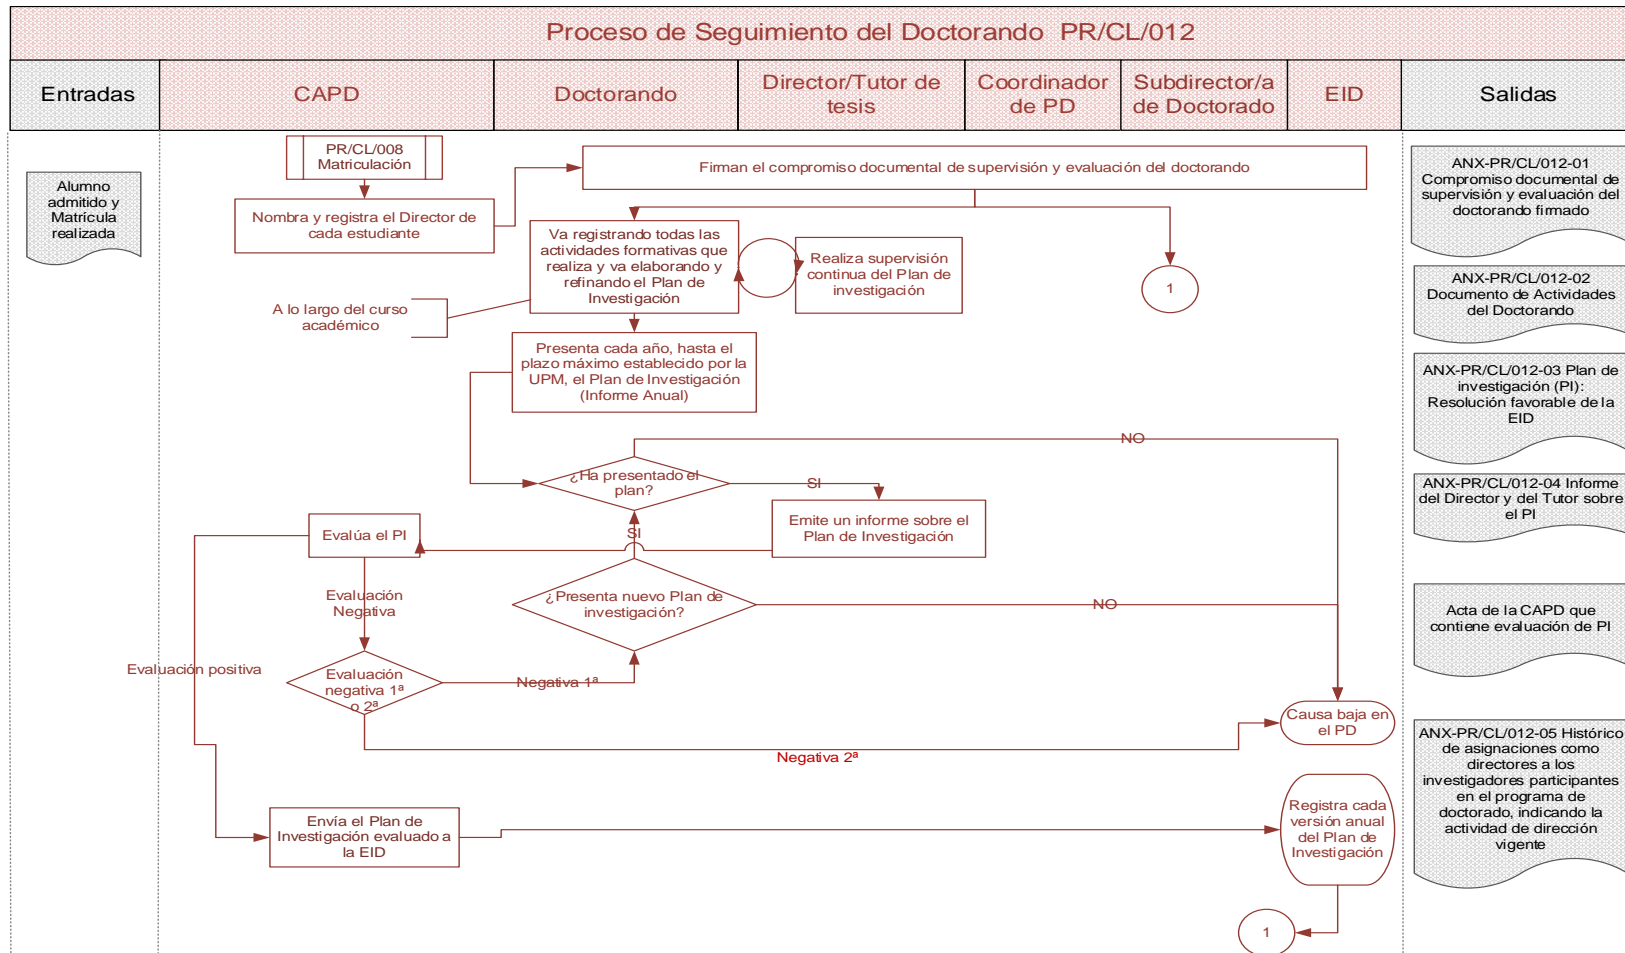 Proceso de Seguimiento del Doctorando PR/CL/012
Entradas
CAPD
Doctorando
Director/Tutor de
tesis
Coordinador
de PD
Subdirector/a
de Doctorado
EID
Salidas
PR/CL/008
Matriculación
Firman el compromiso documental de supervisión y evaluación del doctorando
Alumno
admitido y
Matrícula
realizada
Nombra y registra el Director de
cada estudiante
Va registrando todas las
actividades formativas que
realiza y va elaborando y
refinando el Plan de
Investigación
Realiza supervisión
continua del Plan de
investigación
1
A lo largo del curso
académico
Presenta cada año, hasta el
plazo máximo establecido por la
UPM, el Plan de Investigación
(Informe Anual)
NO
¿Ha presentado el
plan?
SI
Emite un informe sobre el
Plan de Investigación
Evalúa el PI
SI
Evaluación
Negativa
¿Presenta nuevo Plan de
investigación?
NO
Evaluación positiva
Evaluación
negativa 1ª
o 2ª
Negativa 1ª
Causa baja en
el PD
Negativa 2ª
Envía el Plan de
Investigación evaluado a
la EID
Registra cada
versión anual
del Plan de
Investigación
1
ANX-PR/CL/012-01
Compromiso documental de
supervisión y evaluación del
doctorando firmado
ANX-PR/CL/012-02
Documento de Actividades
del Doctorando
ANX-PR/CL/012-03 Plan de
investigación (PI):
Resolución favorable de la
EID
ANX-PR/CL/012-04 Informe
del Director y del Tutor sobre
el PI
Acta de la CAPD que
contiene evaluación de PI
ANX-PR/CL/012-05 Histórico
de asignaciones como
directores a los
investigadores participantes
en el programa de
doctorado, indicando la
actividad de dirección
vigente